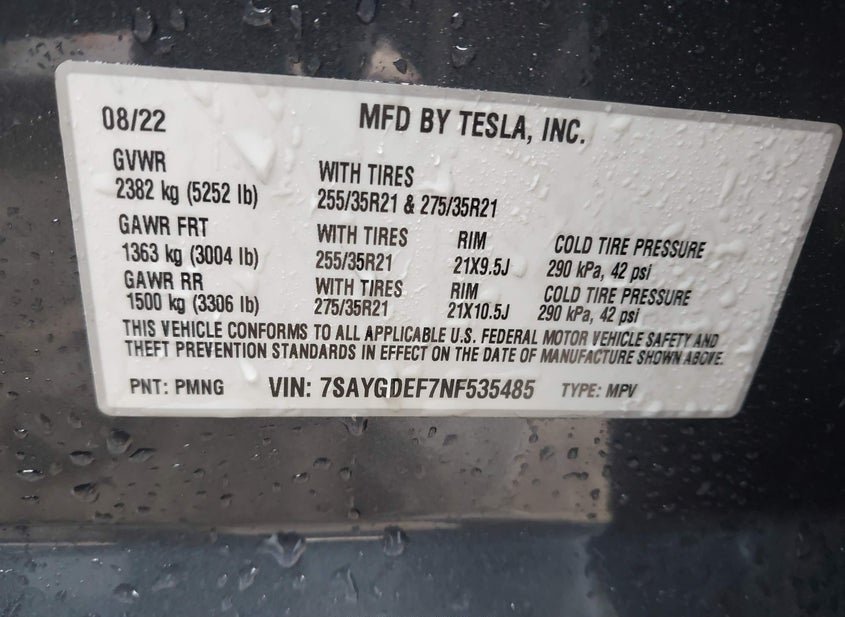 08/22 MFD BY TESLA, INC.
GVWR WITH TIRES
2382 kg (5252 lb) 255/35R21 & 275/35R21
GAWR FRT WITH TIRES RIM COLD TIRE PRESSURE
1363 kg (3004 lb) 255/35R21 21X9.5J 290 kPa, 42 psi
GAWR RR WITH TIRES RIM COLD TIRE PRESSURE
1500 kg (3306 lb) 275/35R21 21X10.5J 290 kPa, 42 psi
THIS VEHICLE CONFORMS TO ALL APPLICABLE U.S. FEDERAL MOTOR VEHICLE SAFETY AND
THEFT PREVENTION STANDARDS IN EFFECT ON THE DATE OF MANUFACTURE SHOWN ABOVE.
PNT: PMNG VIN: 7SAYGDEF7NF535485 TYPE: MPV